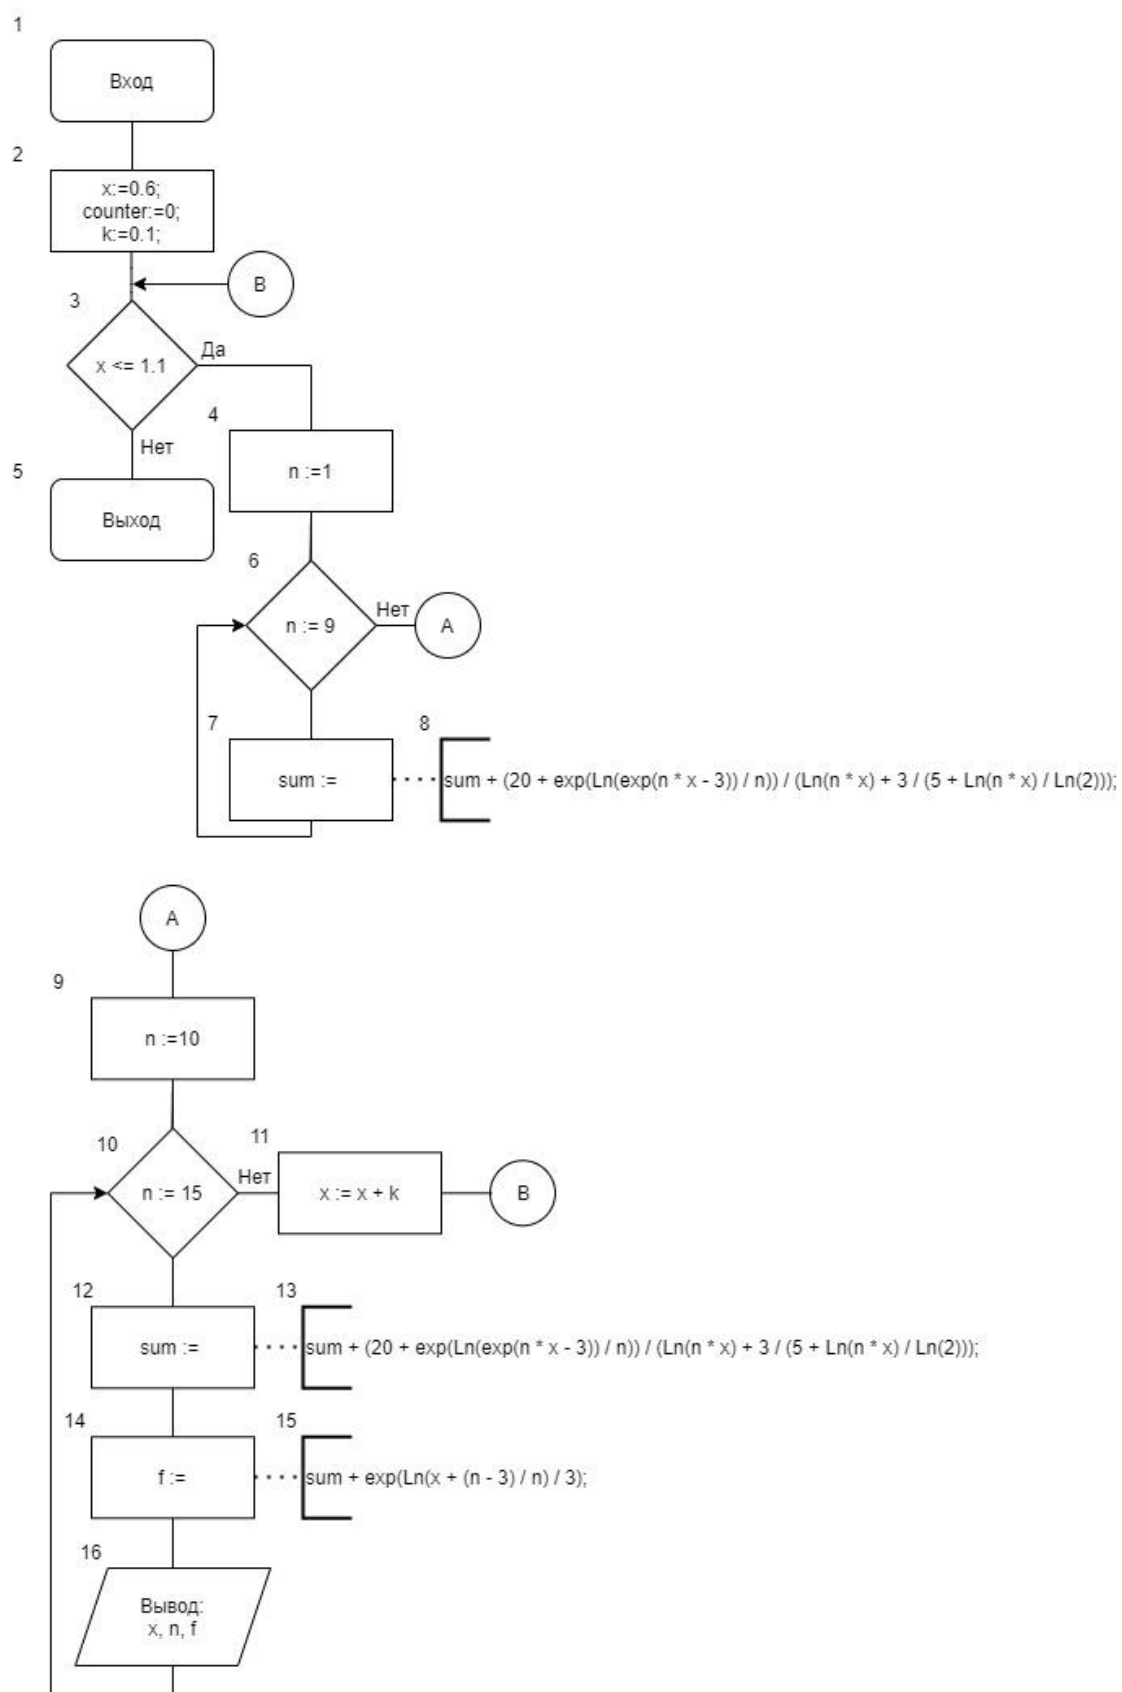 1
Вход
2
x:=0.6;
counter:=0;
k:=0.1;
B
3
x <= 1.1
Да
4
Нет
n :=1
5
Выход
6
n := 9
Нет
A
7
8
sum :=
sum + (20 + exp(Ln(exp(n * x - 3)) / n)) / (Ln(n * x) + 3 / (5 + Ln(n * x) / Ln(2)));
A
9
n :=10
10
11
n := 15
Нет
x := x + k
B
12
13
sum :=
sum + (20 + exp(Ln(exp(n * x - 3)) / n)) / (Ln(n * x) + 3 / (5 + Ln(n * x) / Ln(2)));
14
15
f :=
sum + exp(Ln(x + (n - 3) / n) / 3);
16
Вывод:
x, n, f